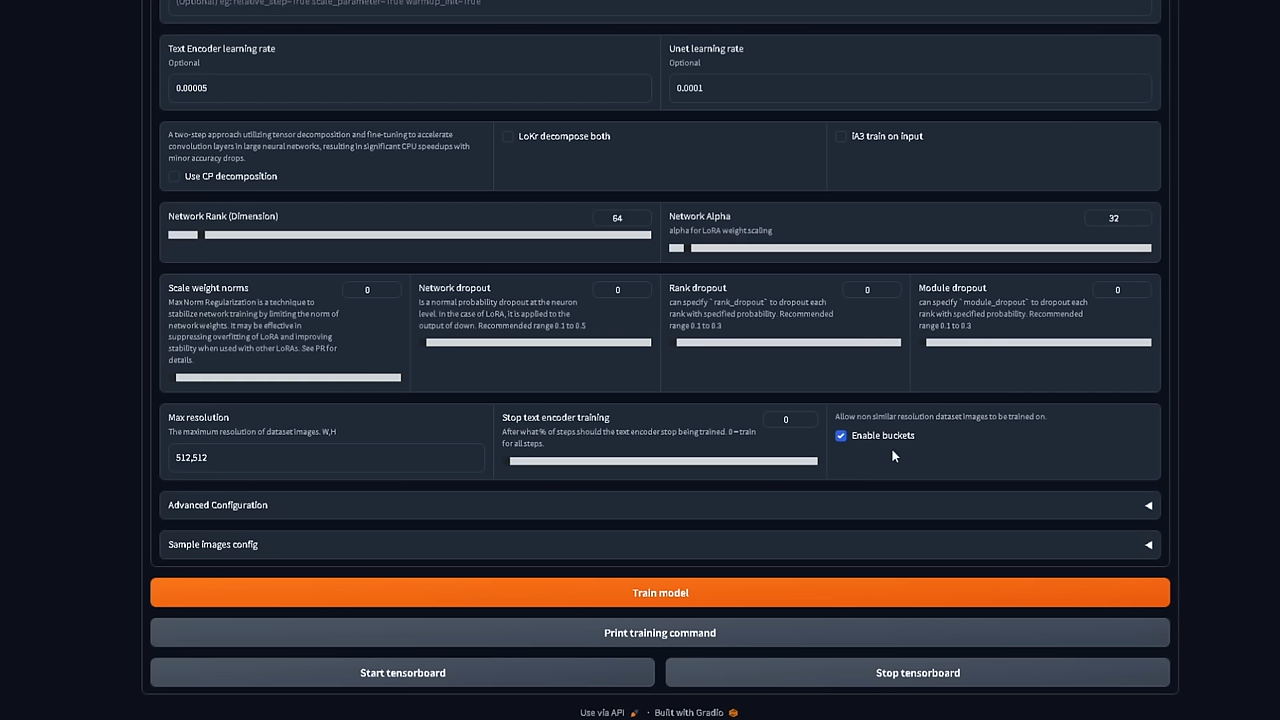 (Optional) eg: relative_step=True scale_parameter=True warmup_init=True
Text Encoder learning rate
Optional
0.00005
Unet learning rate
Optional
0.0001
A two-step approach utilizing tensor decomposition and fine-tuning to accelerate
convolution layers in large neural networks, resulting in significant CPU speedups with
minor accuracy drops.
Use CP decomposition
LoKr decompose both
iA3 train on input
Network Rank (Dimension)
64
Network Alpha
32
alpha for LoRA weight scaling
Scale weight norms
0
Max Norm Regularization is a technique to
stabilize network training by limiting the norm of
network weights. It may be effective in
suppressing overfitting of LoRA and improving
stability when used with other LoRAs. See PR for
details.
Network dropout
0
Is a normal probability dropout at the neuron
level. In the case of LoRA, it is applied to the
output of down. Recommended range 0.1 to 0.5
Rank dropout
0
can specify `rank_dropout` to dropout each
rank with specified probability. Recommended
range 0.1 to 0.3
Module dropout
0
can specify `module_dropout` to dropout each
rank with specified probability. Recommended
range 0.1 to 0.3
Max resolution
The maximum resolution of dataset images. W,H
512,512
Stop text encoder training
0
After what % of steps should the text encoder stop being trained. 0 = train
for all steps.
Allow non similar resolution dataset images to be trained on.
Enable buckets
Advanced Configuration
Sample images config
Train model
Print training command
Start tensorboard
Stop tensorboard
Use via API · Built with Gradio